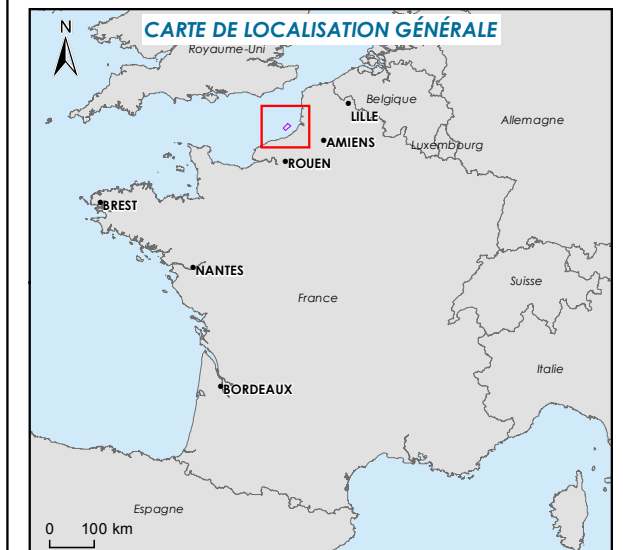 CARTE DE LOCALISATION GÉNÉRALE
N
Royaume-Uni
Belgique
LILLE
Allemagne
AMIENS
Luxembourg
ROUEN
BREST
NANTES
Suisse
France
Italie
BORDEAUX
Espagne
0 100 km